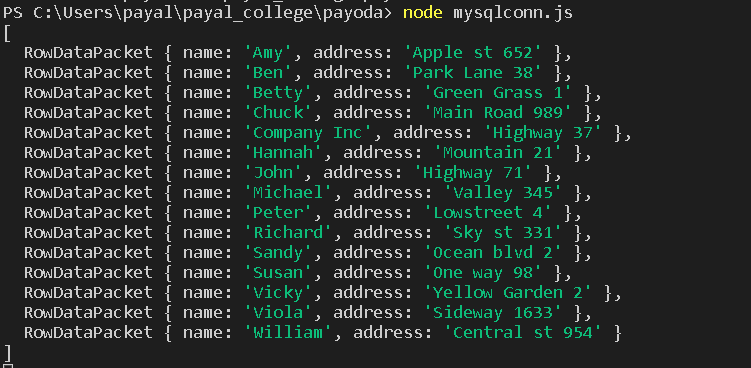 PS C:\Users\payal\payal_college\payoda> node mysqlconn.js
[
  RowDataPacket { name: 'Amy', address: 'Apple st 652' },
  RowDataPacket { name: 'Ben', address: 'Park Lane 38' },
  RowDataPacket { name: 'Betty', address: 'Green Grass 1' },
  RowDataPacket { name: 'Chuck', address: 'Main Road 989' },
  RowDataPacket { name: 'Company Inc', address: 'Highway 37' },
  RowDataPacket { name: 'Hannah', address: 'Mountain 21' },
  RowDataPacket { name: 'John', address: 'Highway 71' },
  RowDataPacket { name: 'Michael', address: 'Valley 345' },
  RowDataPacket { name: 'Peter', address: 'Lowstreet 4' },
  RowDataPacket { name: 'Richard', address: 'Sky st 331' },
  RowDataPacket { name: 'Sandy', address: 'Ocean blvd 2' },
  RowDataPacket { name: 'Susan', address: 'One way 98' },
  RowDataPacket { name: 'Vicky', address: 'Yellow Garden 2' },
  RowDataPacket { name: 'Viola', address: 'Sideway 1633' },
  RowDataPacket { name: 'William', address: 'Central st 954' }
]